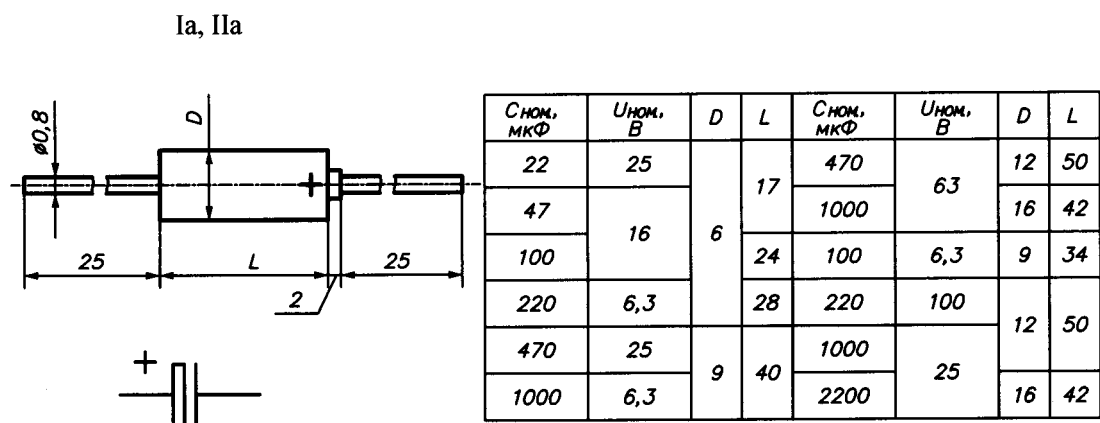 Ia, IIa
⌀0,8
D
25
L
25
2
+
+
Cном, мкФ Uном, В D L Cном, мкФ Uном, В D L
22 25 6 17 470 63 12 50
47 16 1000 16 42
100 24 100 6,3 9 34
220 6,3 28 220 100 12 50
470 25 9 40 1000 25
1000 6,3 2200 16 42